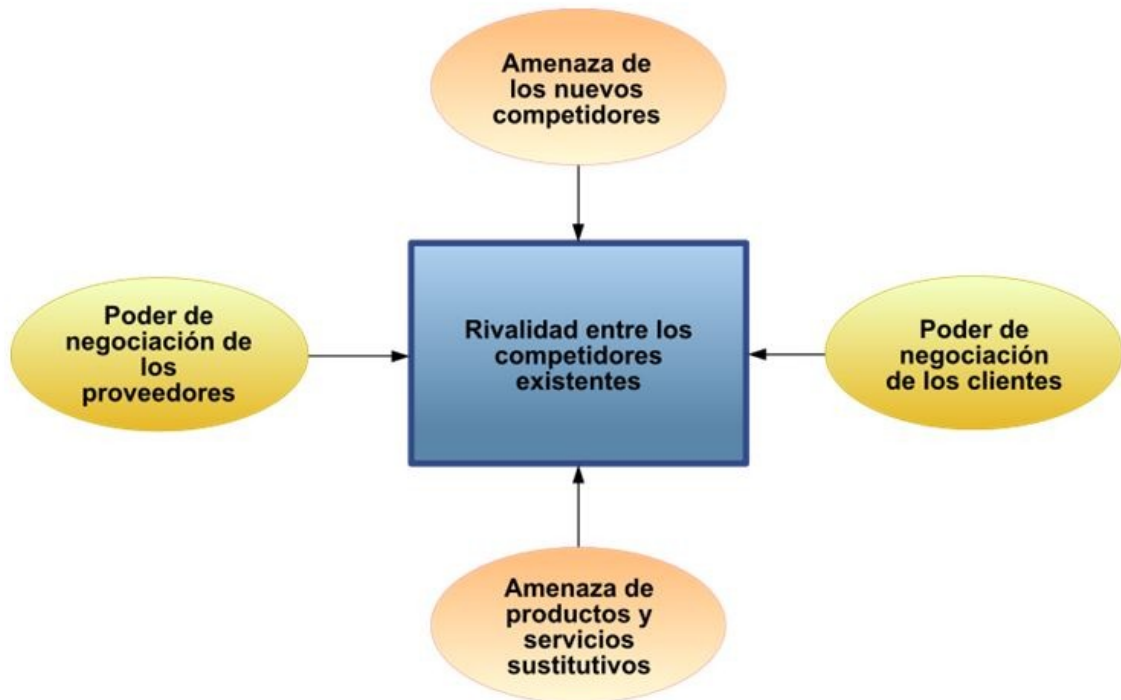 Amenaza de
los nuevos
competidores
Poder de
negociación de
los
proveedores
Rivalidad entre los
competidores
existentes
Poder de
negociación
de los clientes
Amenaza de
productos y
servicios
sustitutivos